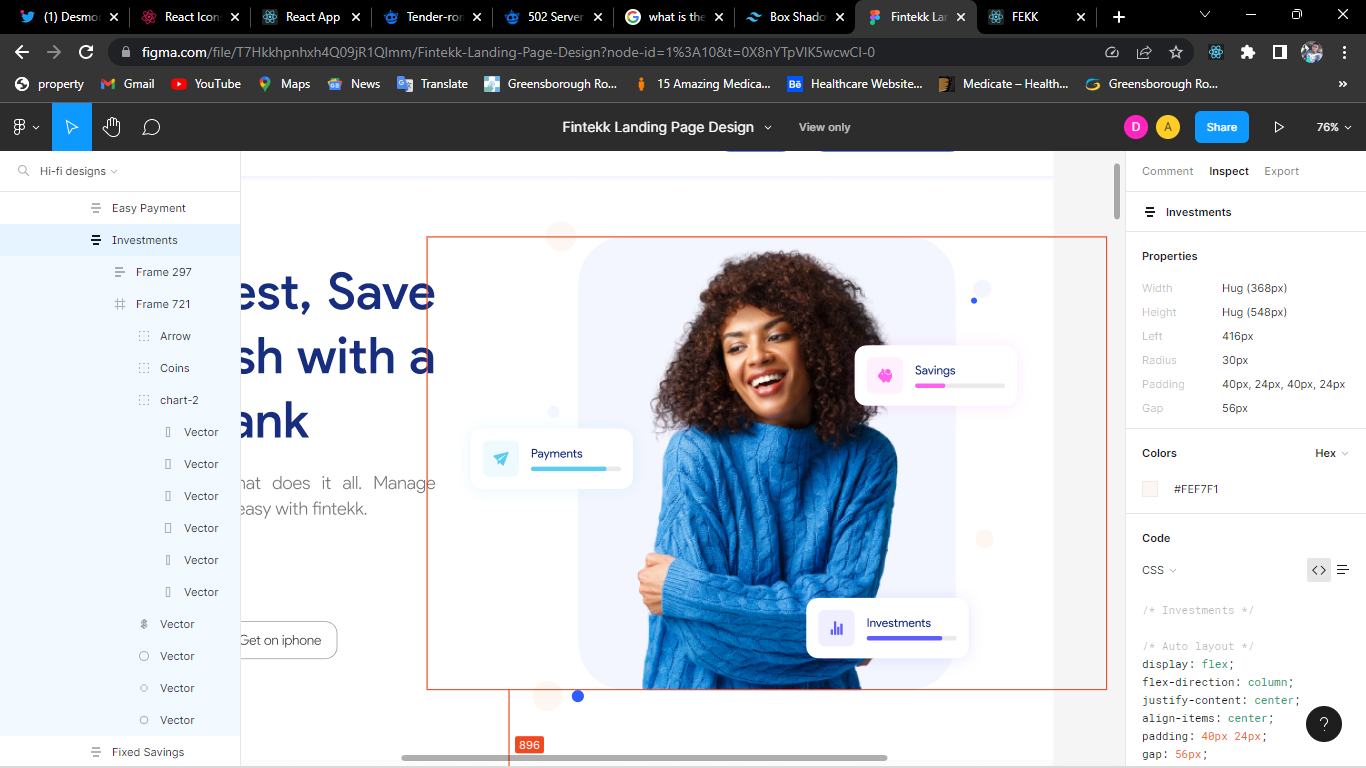 (1) Desmo
React Icon
React App
Tender-ron
502 Server
what is the
Box Shado
Fintekk Lan
FEKK
figma.com/file/T7Hkkhpnhxh4Q09jR1Qlmm/Fintekk-Landing-Page-Design?node-id=1%3A10&t=0X8nYTpVlK5wcwCI-0
property
Gmail
YouTube
Maps
News
Translate
Greensborough Ro...
15 Amazing Medica...
Healthcare Website...
Medicate – Health...
Greensborough Ro...
»
Fintekk Landing Page Design
View only
D
A
Share
76%
Hi-fi designs
Easy Payment
Investments
Frame 297
Frame 721
Arrow
Coins
chart-2
Vector
Vector
Vector
Vector
Vector
Vector
Vector
Vector
Vector
Vector
Fixed Savings
est, Save
sh with a
ank
hat does it all. Manage
easy with fintekk.
Get on iphone
Savings
Payments
Investments
896
Comment
Inspect
Export
Investments
Properties
Width Hug (368px)
Height Hug (548px)
Left 416px
Radius 30px
Padding 40px, 24px, 40px, 24px
Gap 56px
Colors
Hex
#FEF7F1
Code
CSS
/* Investments */
/* Auto layout */
display: flex;
flex-direction: column;
justify-content: center;
align-items: center;
padding: 40px 24px;
gap: 56px;
?